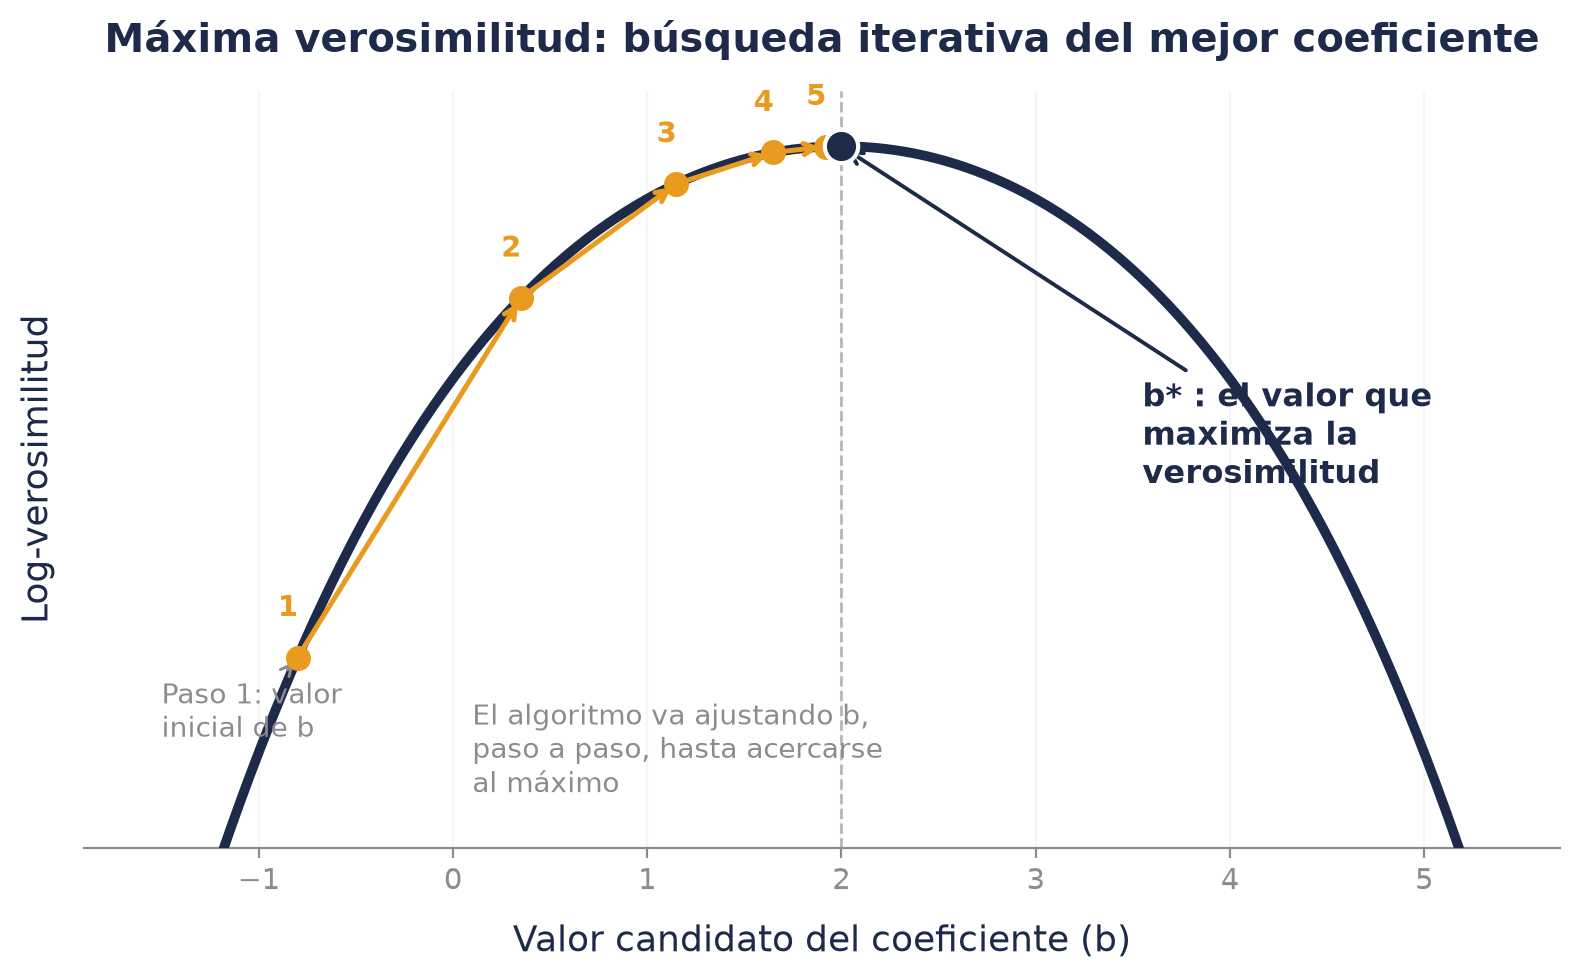 Máxima verosimilitud: búsqueda iterativa del mejor coeficiente
5
4
3
2
1
b* : el valor que
maximiza la
verosimilitud
Paso 1: valor
inicial de b
El algoritmo va ajustando b,
paso a paso, hasta acercarse
al máximo
Log-verosimilitud
−1 0 1 2 3 4 5
Valor candidato del coeficiente (b)